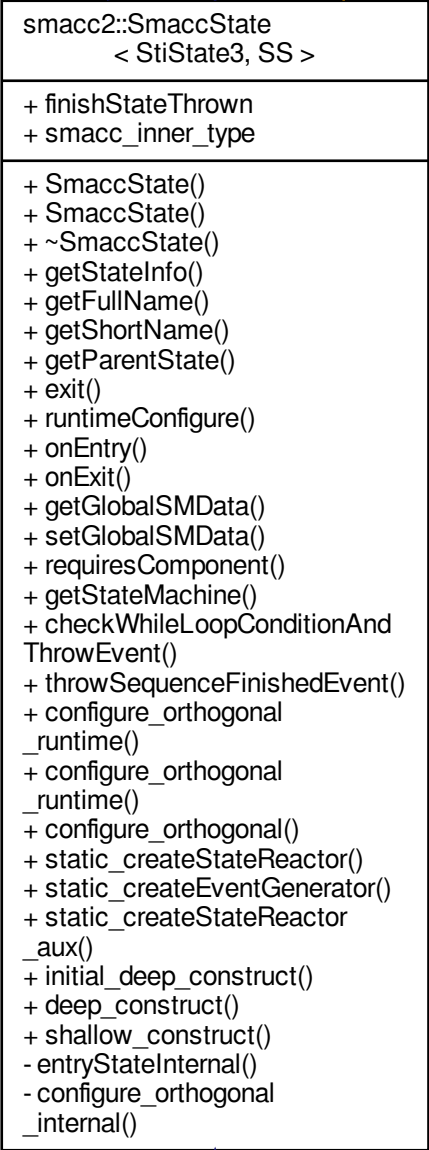 smacc2::SmaccState
< StiState3, SS >
+ finishStateThrown
+ smacc_inner_type
+ SmaccState()
+ SmaccState()
+ ~SmaccState()
+ getStateInfo()
+ getFullName()
+ getShortName()
+ getParentState()
+ exit()
+ runtimeConfigure()
+ onEntry()
+ onExit()
+ getGlobalSMData()
+ setGlobalSMData()
+ requiresComponent()
+ getStateMachine()
+ checkWhileLoopConditionAnd
ThrowEvent()
+ throwSequenceFinishedEvent()
+ configure_orthogonal
_runtime()
+ configure_orthogonal
_runtime()
+ configure_orthogonal()
+ static_createStateReactor()
+ static_createEventGenerator()
+ static_createStateReactor
_aux()
+ initial_deep_construct()
+ deep_construct()
+ shallow_construct()
- entryStateInternal()
- configure_orthogonal
_internal()